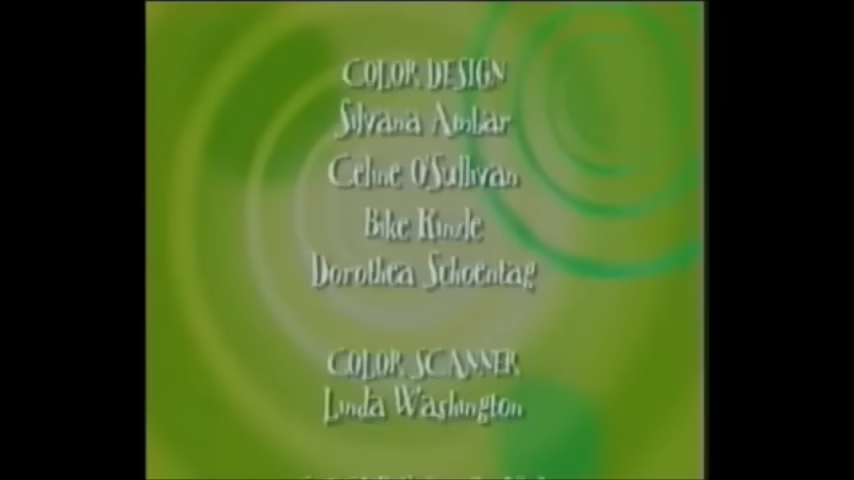 COLOR DESIGN
Silvana Ambar
Celine O'Sullivan
Bike Kinzle
Dorothea Schoentag
COLOR SCANNER
Linda Washington